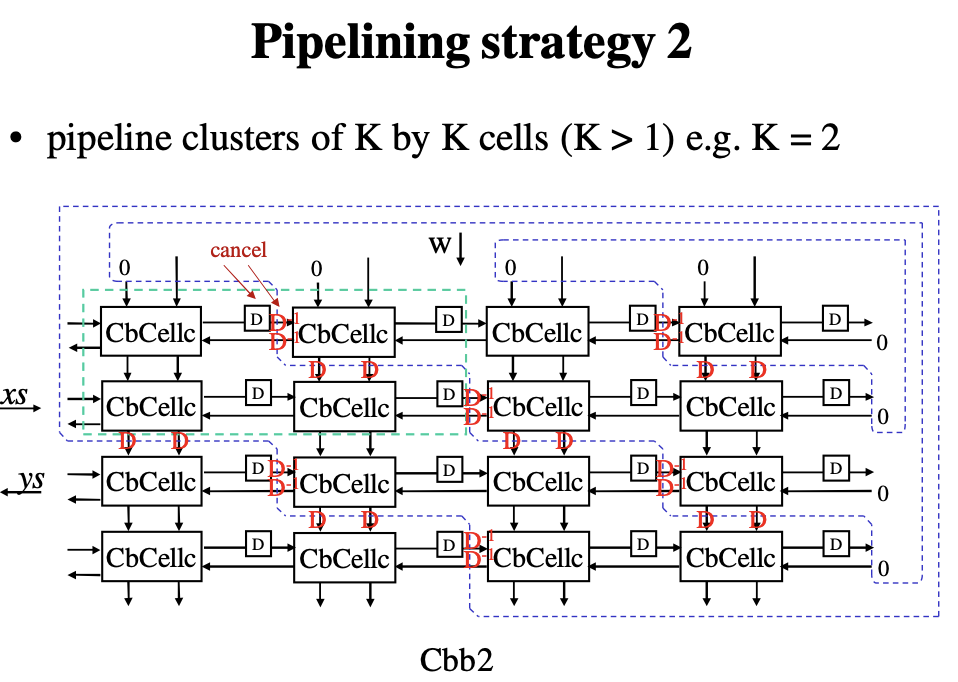 Pipelining strategy 2
• pipeline clusters of K by K cells (K > 1) e.g. K = 2
cancel
w
0 0 0 0
CbCellc D D⁻¹ CbCellc D CbCellc D D⁻¹ CbCellc D
D⁻¹ D⁻¹ 0
D D D D
xs
CbCellc D CbCellc D D⁻¹ CbCellc D CbCellc D
D⁻¹ 0
D D D D
ys
CbCellc D D⁻¹ CbCellc D CbCellc D D⁻¹ CbCellc D
D⁻¹ D⁻¹ 0
D D D D
CbCellc D CbCellc D D⁻¹ CbCellc D CbCellc D
D⁻¹ 0
Cbb2